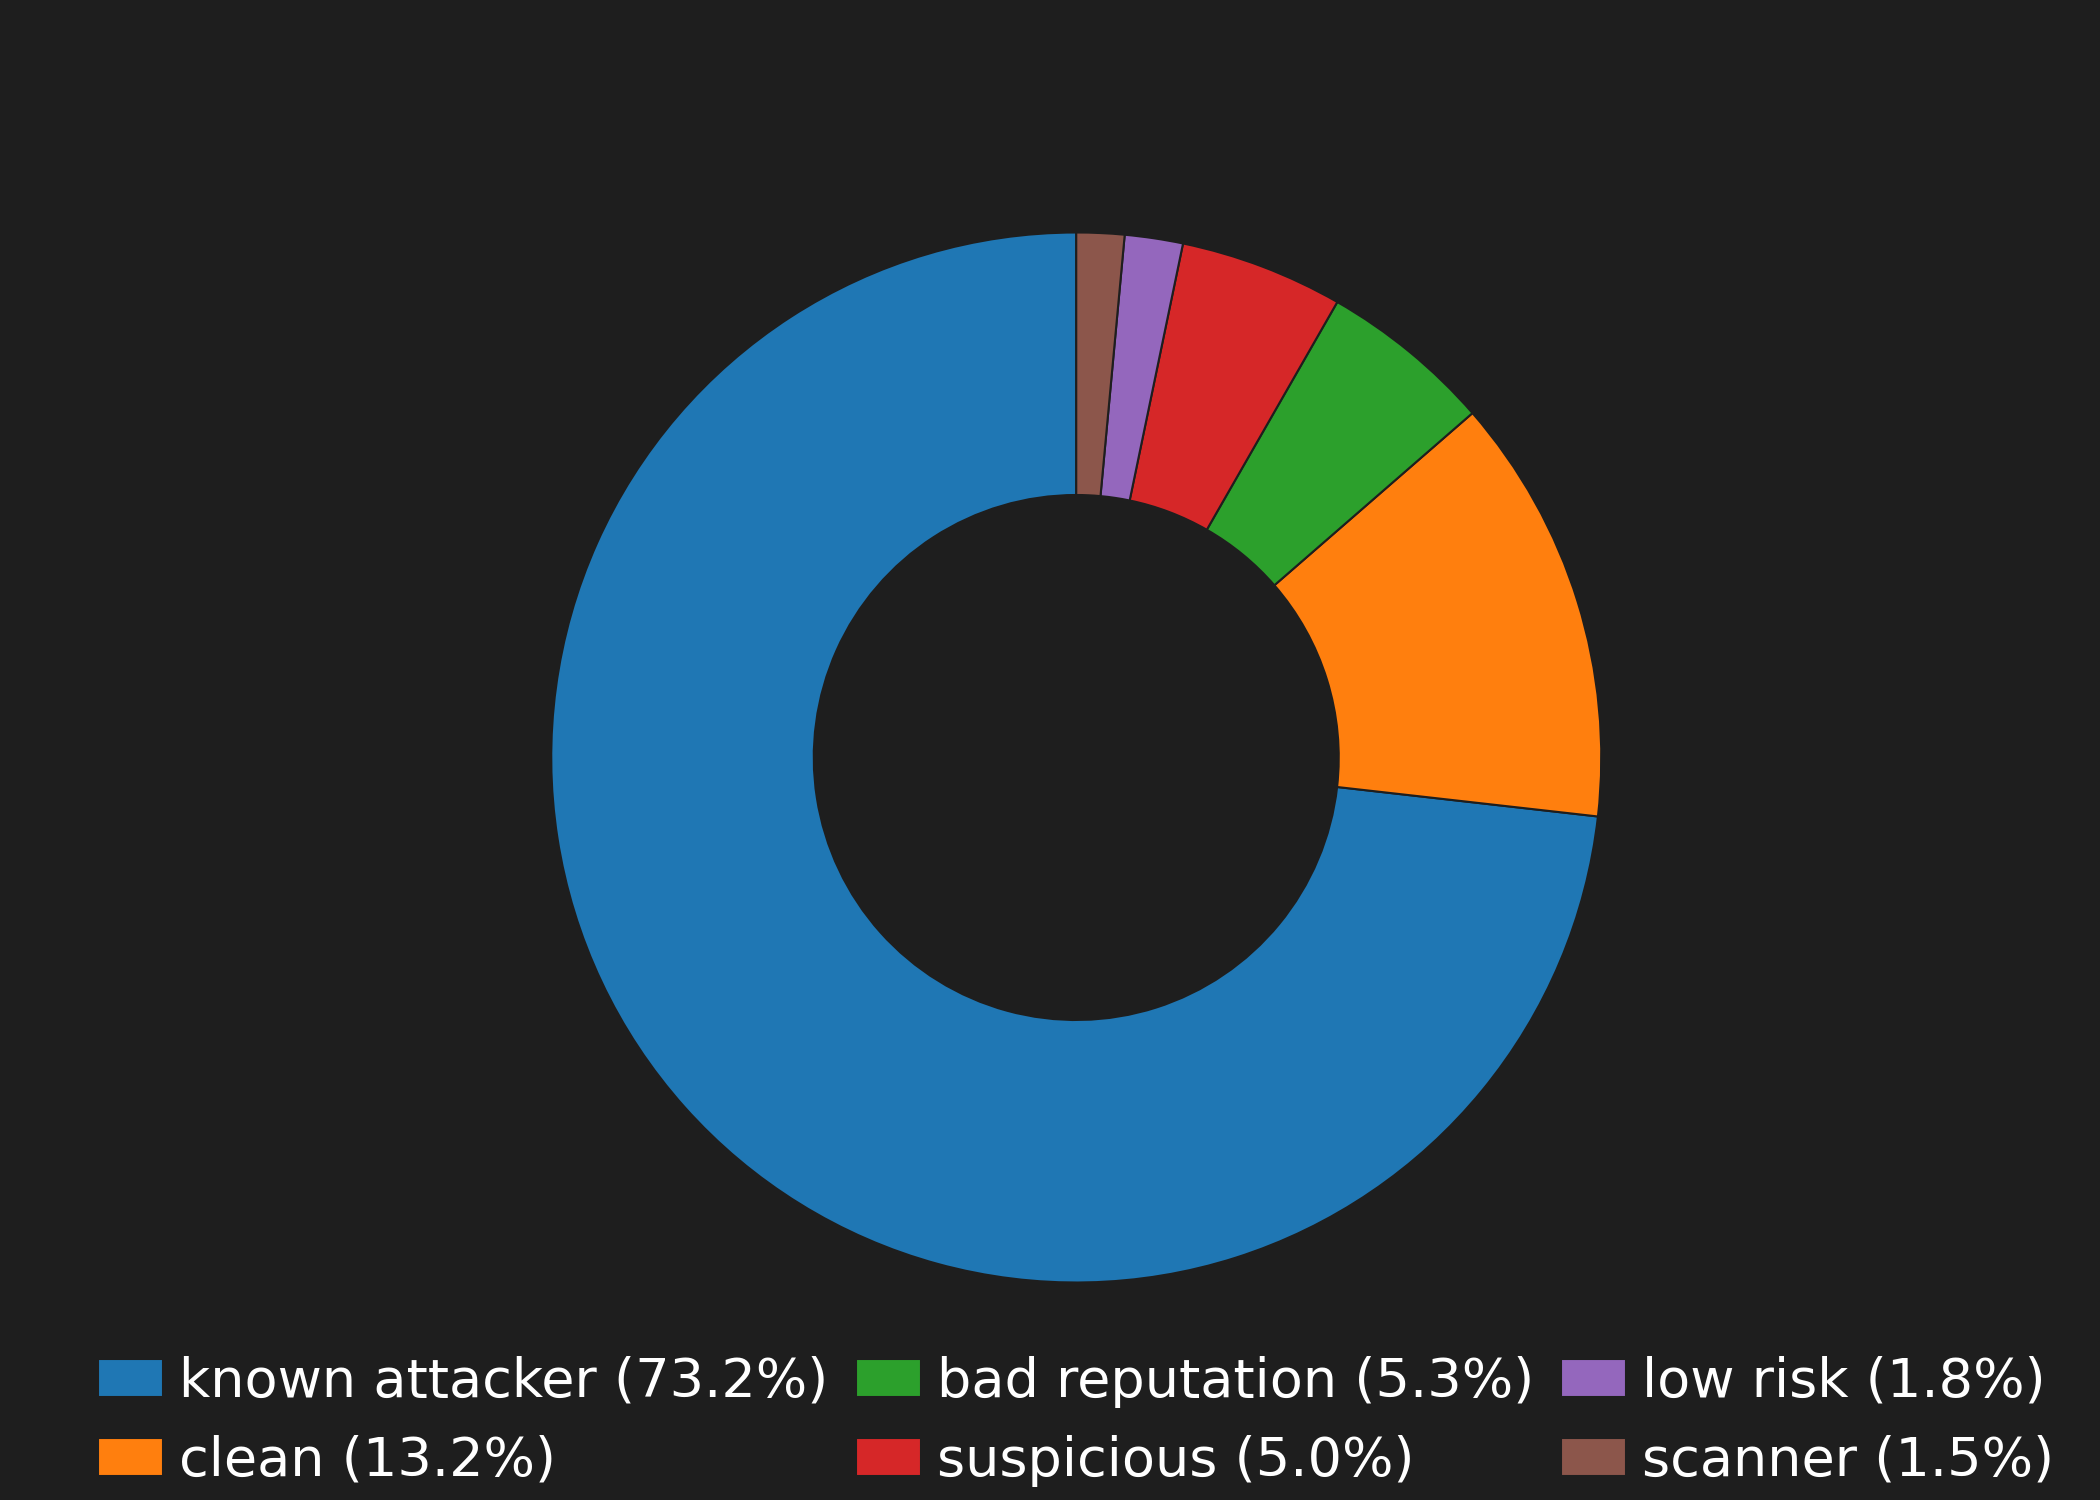 known attacker (73.2%)
clean (13.2%)
bad reputation (5.3%)
suspicious (5.0%)
low risk (1.8%)
scanner (1.5%)